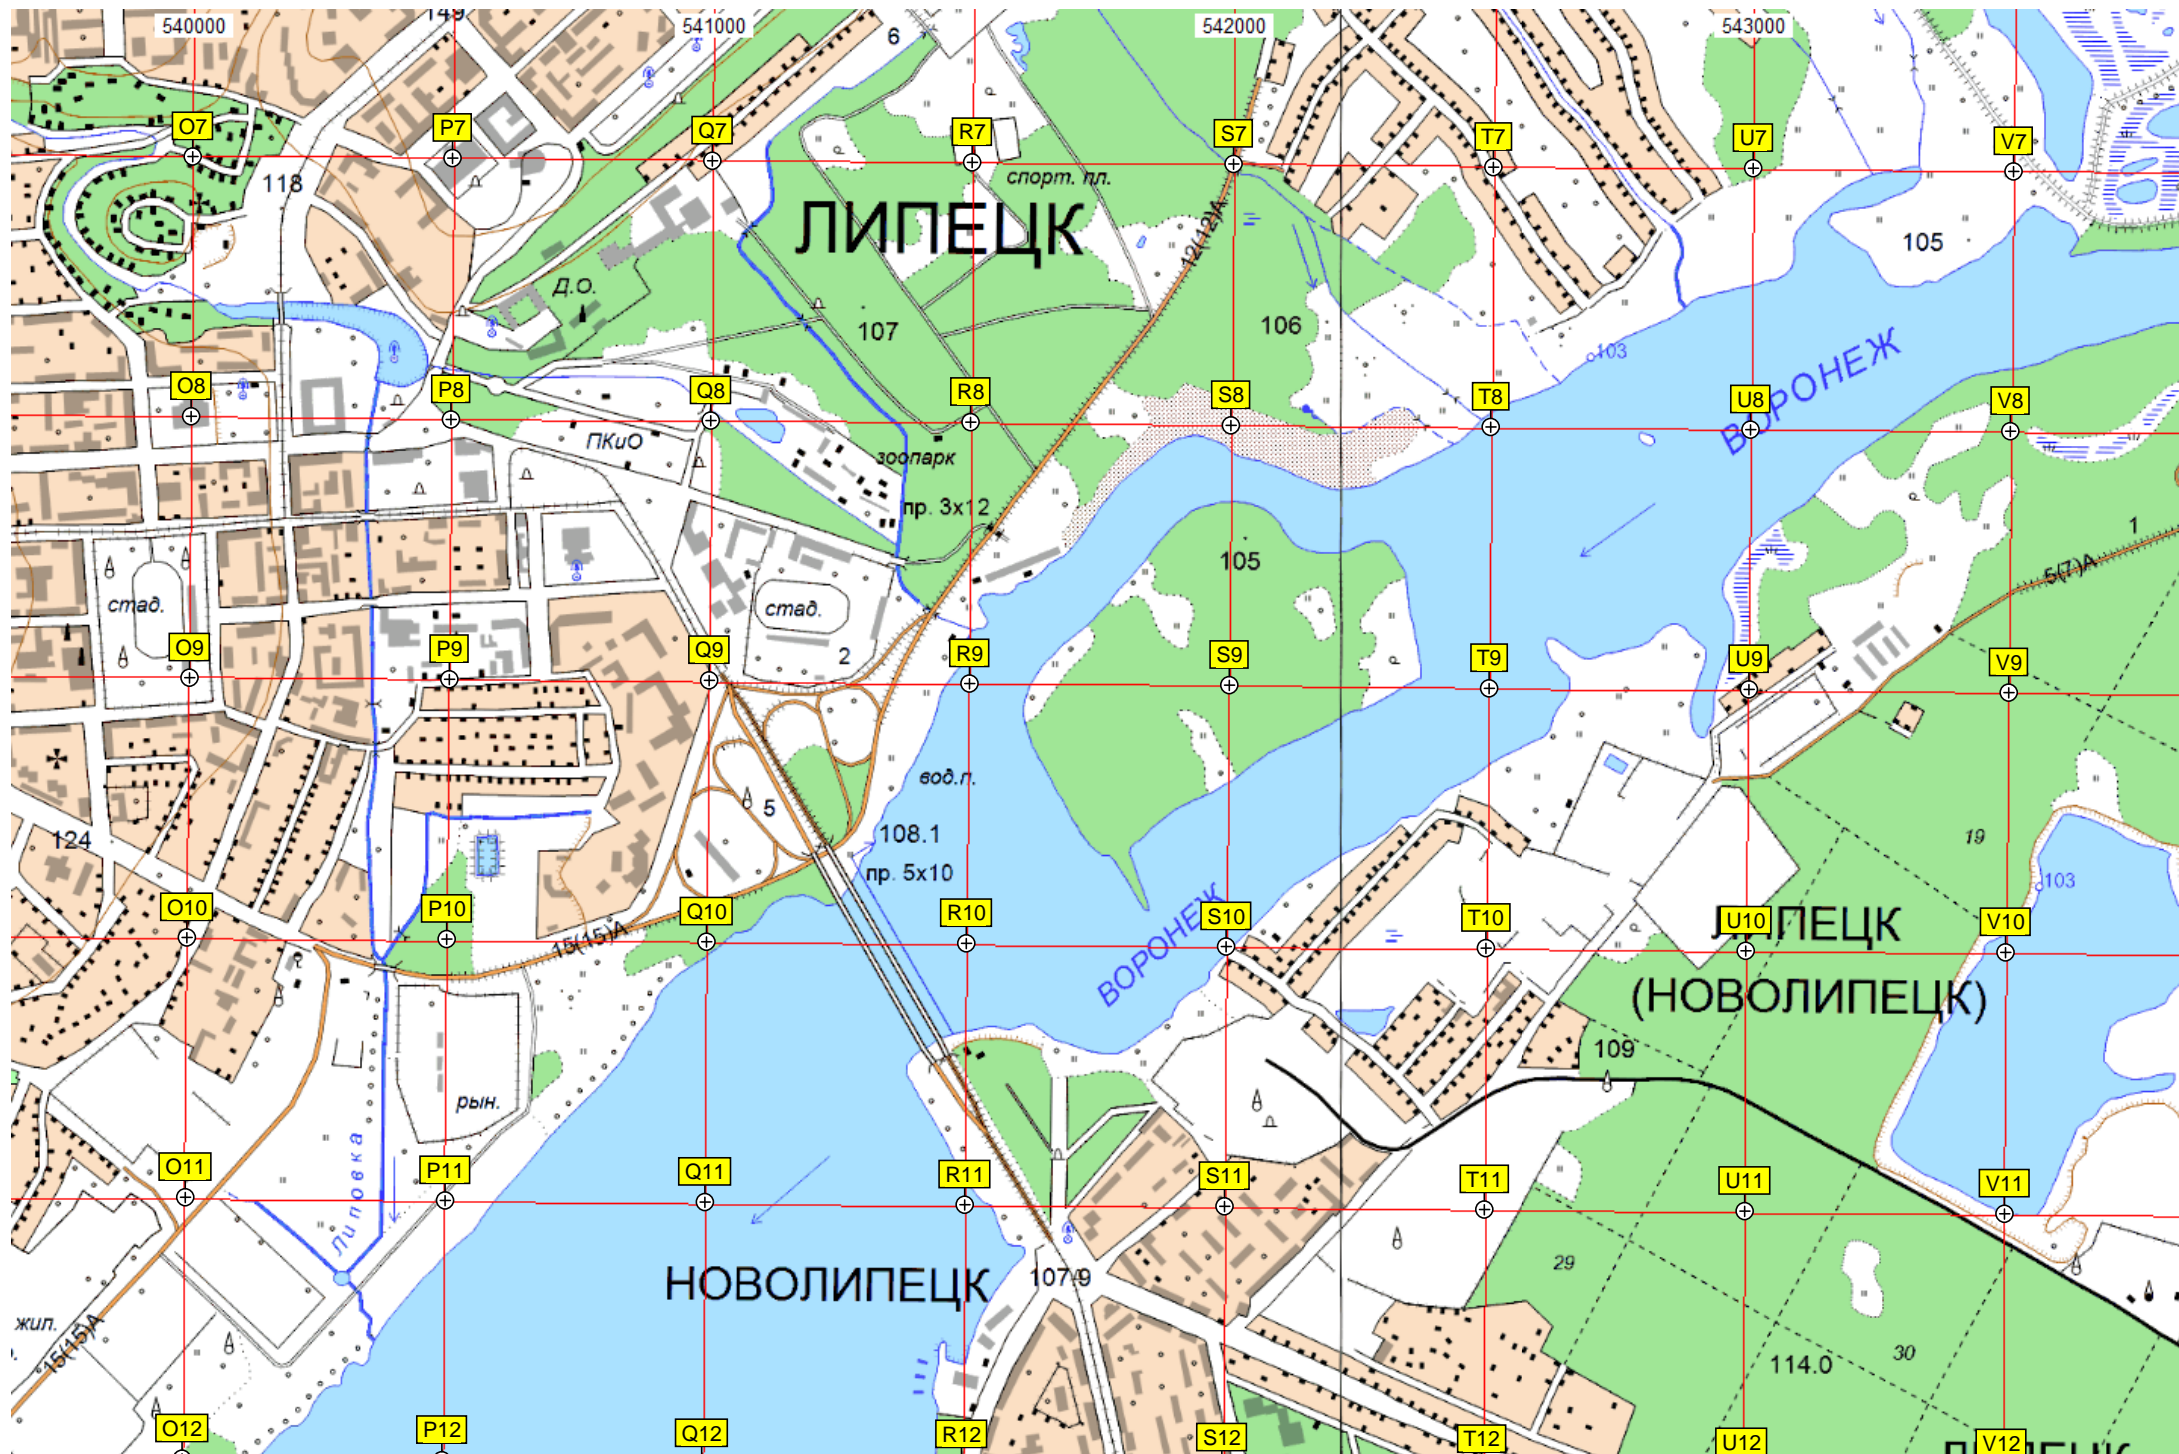 149
540000
541000
542000
543000
6
O7
P7
Q7
R7
S7
T7
U7
V7
118
спорт. пл.
ЛИПЕЦК
12(12)А
105
Д.О.
107
106
103
ВОРОНЕЖ
O8
P8
Q8
R8
S8
T8
U8
V8
ПКиО
зоопарк
пр. 3х12
1
105
5(7)А
стад.
стад.
2
O9
P9
Q9
R9
S9
T9
U9
V9
вод.п.
5
108.1
124
19
пр. 5х10
103
ВОРОНЕЖ
O10
P10
Q10
R10
S10
T10
U10
V10
ЛИПЕЦК
15(15)А
(НОВОЛИПЕЦК)
109
рын.
Липовка
O11
P11
Q11
R11
S11
T11
U11
V11
29
107.9
НОВОЛИПЕЦК
жил.
15(15)А
30
114.0
O12
P12
Q12
R12
S12
T12
U12
V12
ЛИПЕЦК